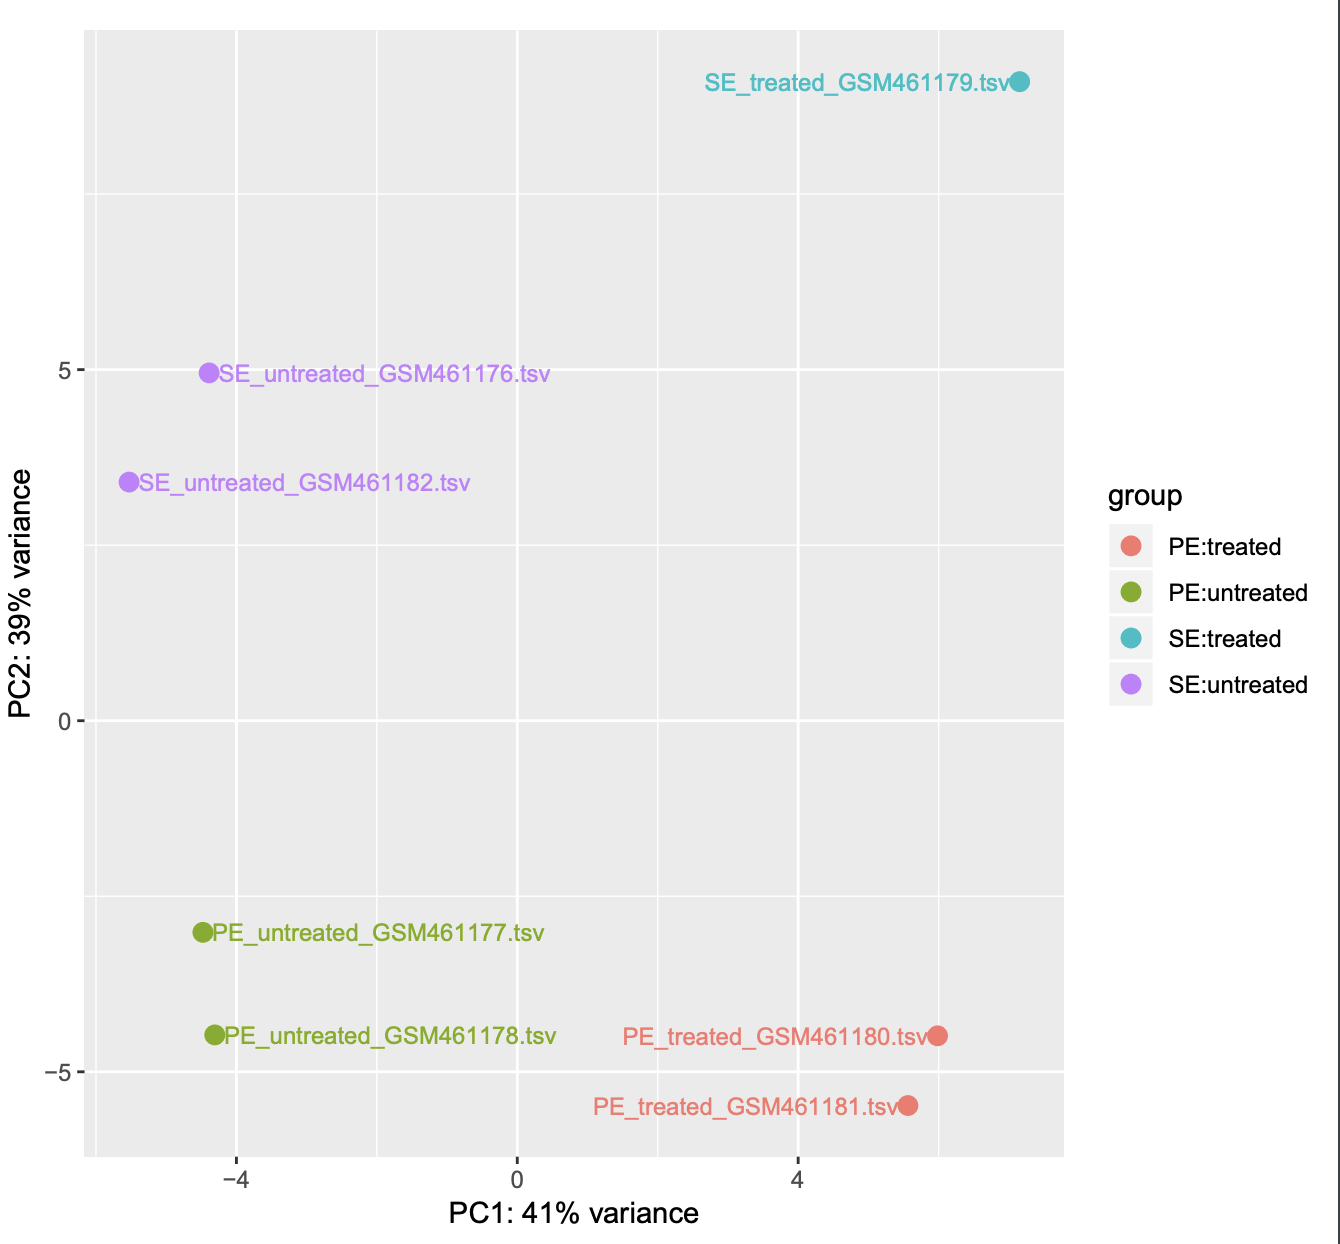 SE_treated_GSM461179.tsv
5
SE_untreated_GSM461176.tsv
SE_untreated_GSM461182.tsv
PC2: 39% variance
0
PE_untreated_GSM461177.tsv
PE_untreated_GSM461178.tsv
PE_treated_GSM461180.tsv
−5
PE_treated_GSM461181.tsv
−4
0
4
PC1: 41% variance
group
PE:treated
PE:untreated
SE:treated
SE:untreated